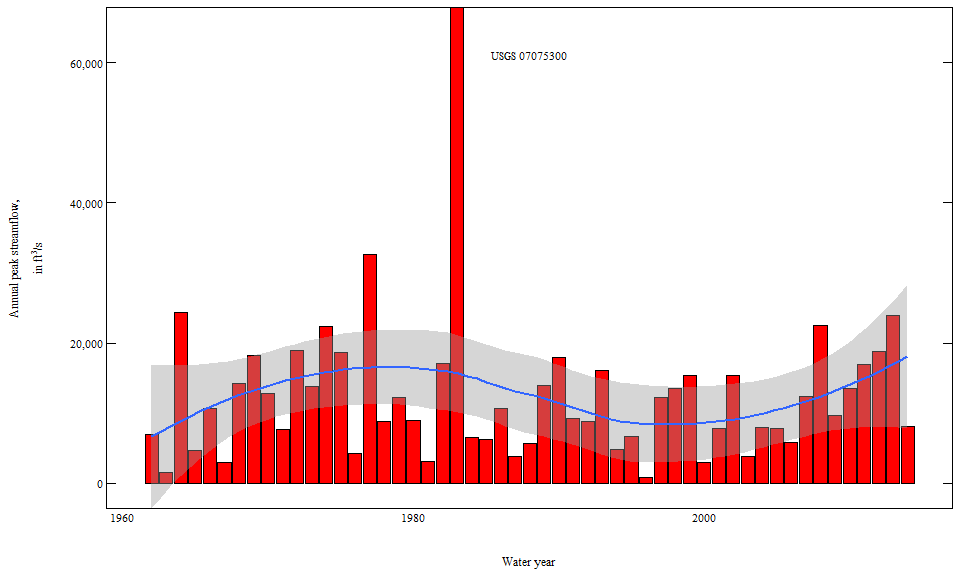 USGS 07075300
60,000
40,000
20,000
0
Annual peak streamflow,
in ft³/s
1960 1980 2000
Water year